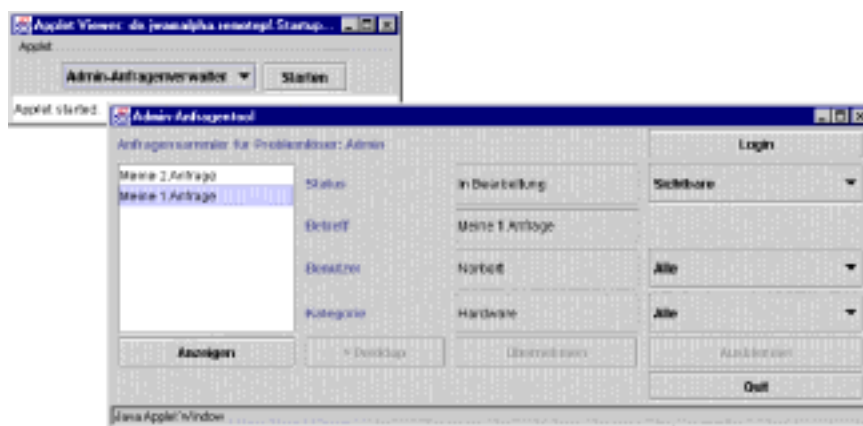 Applet Viewer: de.jwamalpha.remotepf.Startup...
Applet
Admin-Anfragenverwalter Starten
Applet started.
Admin-Anfragentool
Anfragensammler für Problemlöser: Admin
Login
Meine 2.Anfrage
Meine 1.Anfrage
Status In Bearbeitung Sichtbare
Betreff Meine 1.Anfrage
Benutzer Norbert Alle
Kategorie Hardware Alle
Anzeigen > Desktop Übernehmen Ausblenden
Quit
Java Applet Window